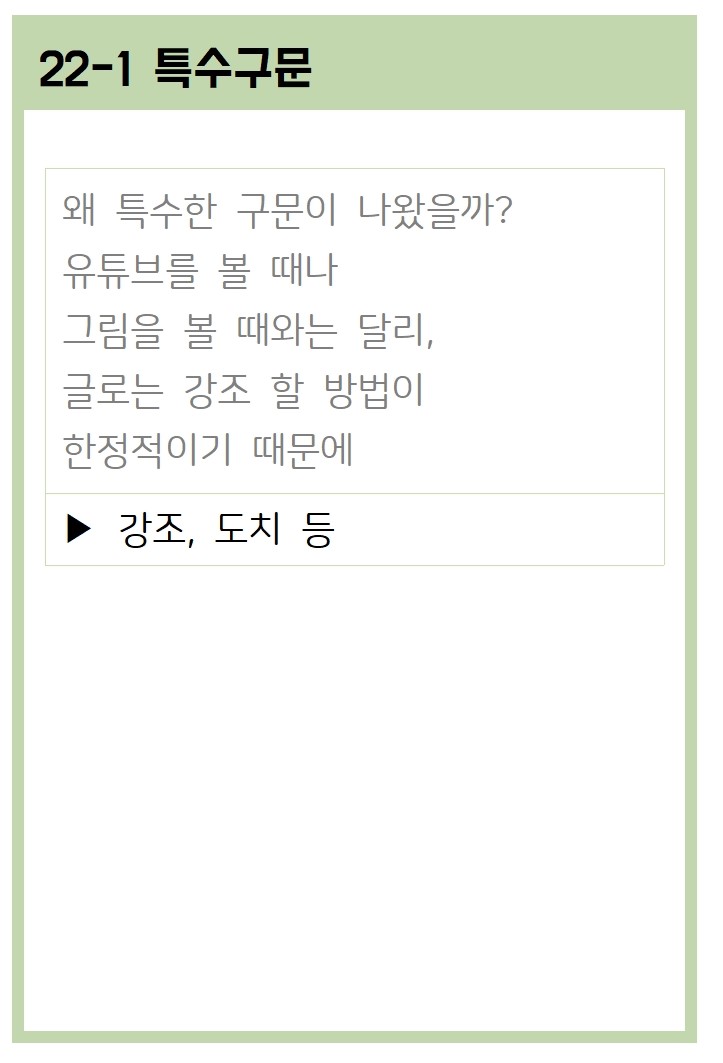 22-1 특수구문
왜 특수한 구문이 나왔을까?
유튜브를 볼 때나
그림을 볼 때와는 달리,
글로는 강조 할 방법이
한정적이기 때문에
▶ 강조, 도치 등